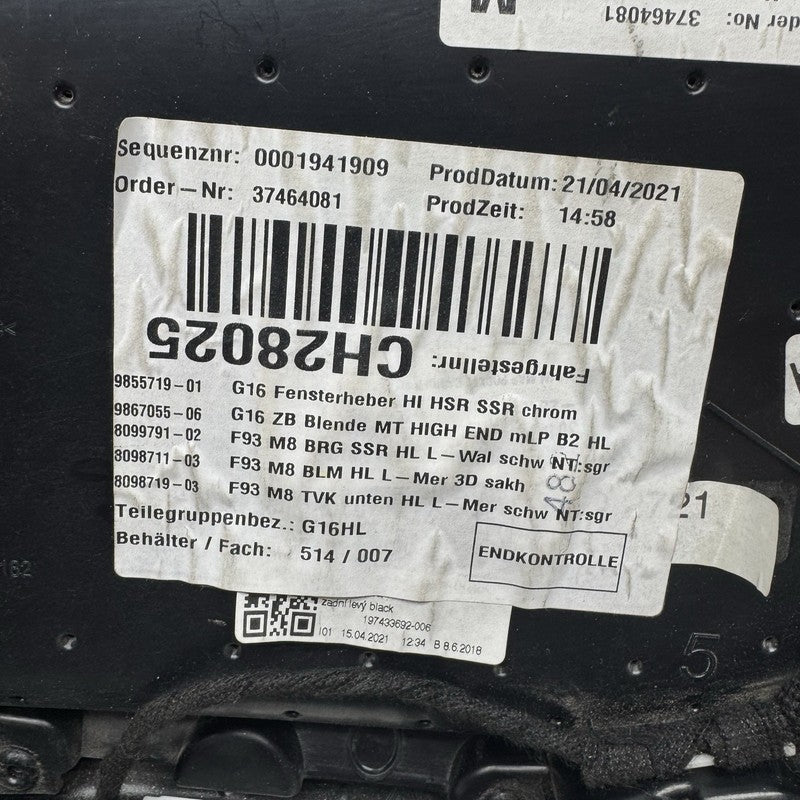 der No: 37464081
M
Sequenznr: 0001941909 ProdDatum: 21/04/2021
Order-Nr: 37464081 ProdZeit: 14:58
Fahrgestellnr: CH28025
9855719-01 G16 Fensterheber HI HSR SSR chrom
9867055-06 G16 ZB Blende MT HIGH END mLP B2 HL
8099791-02 F93 M8 BRG SSR HL L-Wal schw NT:sgr
8098711-03 F93 M8 BLM HL L-Mer 3D sakh
8098719-03 F93 M8 TVK unten HL L-Mer schw NT:sgr
Teilegruppenbez.: G16HL
Behälter / Fach: 514 / 007
ENDKONTROLLE
21
zadní levý black
197433692-006
I01 15.04.2021 12:34 B 8.6.2018
5